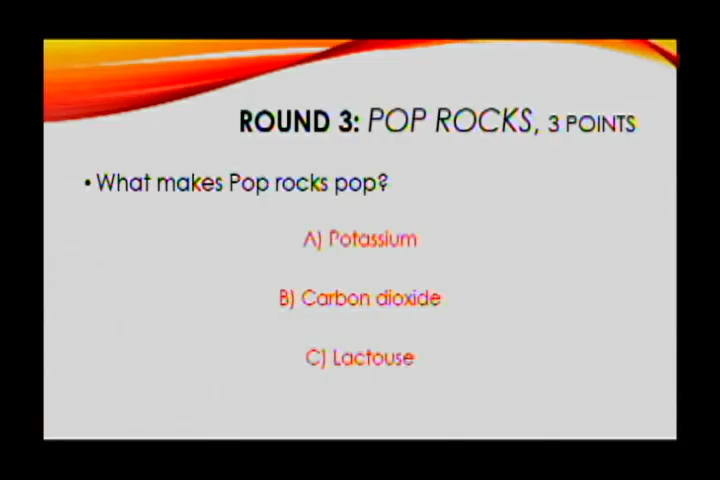 ROUND 3: POP ROCKS, 3 POINTS
• What makes Pop rocks pop?
A) Potassium
B) Carbon dioxide
C) Lactouse